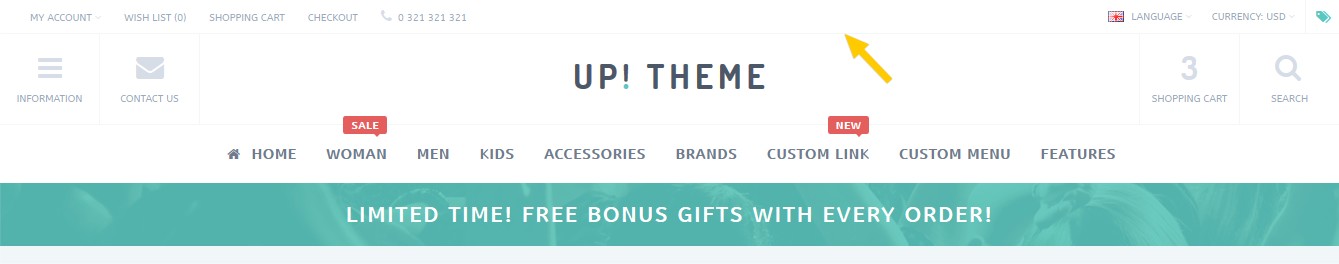 MY ACCOUNT WISH LIST (0) SHOPPING CART CHECKOUT 0 321 321 321 LANGUAGE CURRENCY: USD
UP! THEME
3
INFORMATION CONTACT US SHOPPING CART SEARCH
SALE NEW
HOME WOMAN MEN KIDS ACCESSORIES BRANDS CUSTOM LINK CUSTOM MENU FEATURES
LIMITED TIME! FREE BONUS GIFTS WITH EVERY ORDER!